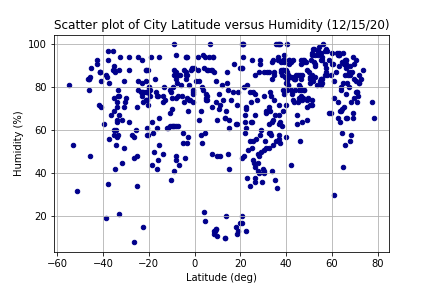 Scatter plot of City Latitude versus Humidity (12/15/20)
100
80
60
40
20
Humidity (%)
−60 −40 −20 0 20 40 60 80
Latitude (deg)